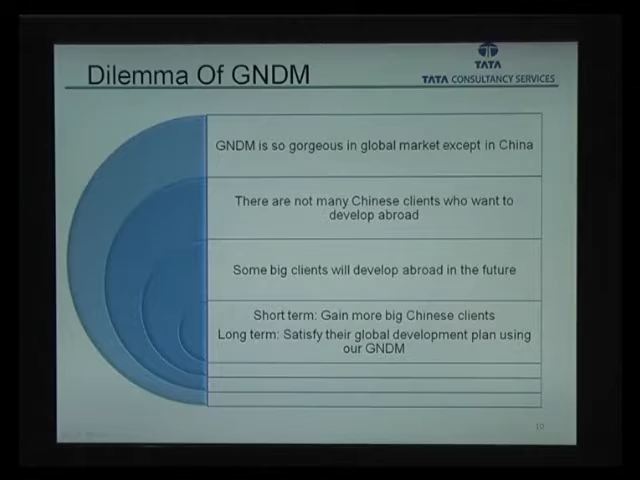 Dilemma Of GNDM
TATA
TATA CONSULTANCY SERVICES
GNDM is so gorgeous in global market except in China
There are not many Chinese clients who want to
develop abroad
Some big clients will develop abroad in the future
Short term: Gain more big Chinese clients
Long term: Satisfy their global development plan using
our GNDM